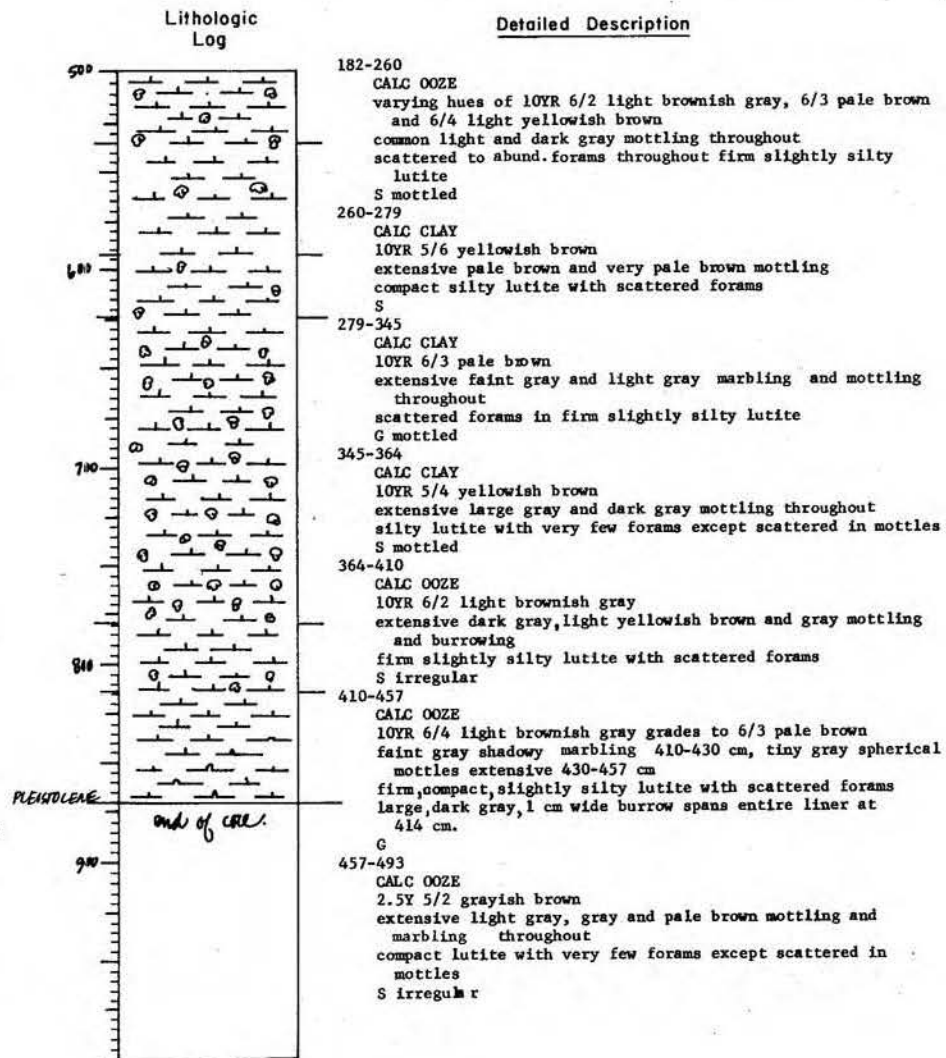 Lithologic
Log
Detailed Description
500
600
700
800
PLEISTOCENE
end of core.
900
182-260
CALC OOZE
varying hues of 10YR 6/2 light brownish gray, 6/3 pale brown
and 6/4 light yellowish brown
common light and dark gray mottling throughout
scattered to abund. forams throughout firm slightly silty
lutite
S mottled
260-279
CALC CLAY
10YR 5/6 yellowish brown
extensive pale brown and very pale brown mottling
compact silty lutite with scattered forams
S
279-345
CALC CLAY
10YR 6/3 pale brown
extensive faint gray and light gray marbling and mottling
throughout
scattered forams in firm slightly silty lutite
G mottled
345-364
CALC CLAY
10YR 5/4 yellowish brown
extensive large gray and dark gray mottling throughout
silty lutite with very few forams except scattered in mottles
S mottled
364-410
CALC OOZE
10YR 6/2 light brownish gray
extensive dark gray,light yellowish brown and gray mottling
and burrowing
firm slightly silty lutite with scattered forams
S irregular
410-457
CALC OOZE
10YR 6/4 light brownish gray grades to 6/3 pale brown
faint gray shadowy marbling 410-430 cm, tiny gray spherical
mottles extensive 430-457 cm
firm,compact,slightly silty lutite with scattered forams
large,dark gray,1 cm wide burrow spans entire liner at
414 cm.
G
457-493
CALC OOZE
2.5Y 5/2 grayish brown
extensive light gray, gray and pale brown mottling and
marbling throughout
compact lutite with very few forams except scattered in
mottles
S irregular